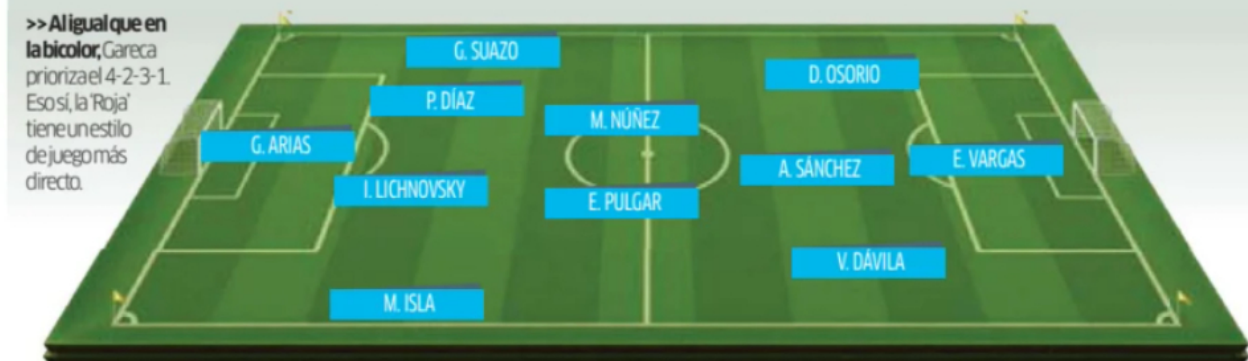 >> Al igual que en
la bicolor, Gareca
prioriza el 4-2-3-1.
Eso sí, la 'Roja'
tiene un estilo
de juego más
directo.
G. SUAZO
D. OSORIO
P. DÍAZ
M. NÚÑEZ
G. ARIAS
E. VARGAS
A. SÁNCHEZ
I. LICHNOVSKY
E. PULGAR
V. DÁVILA
M. ISLA